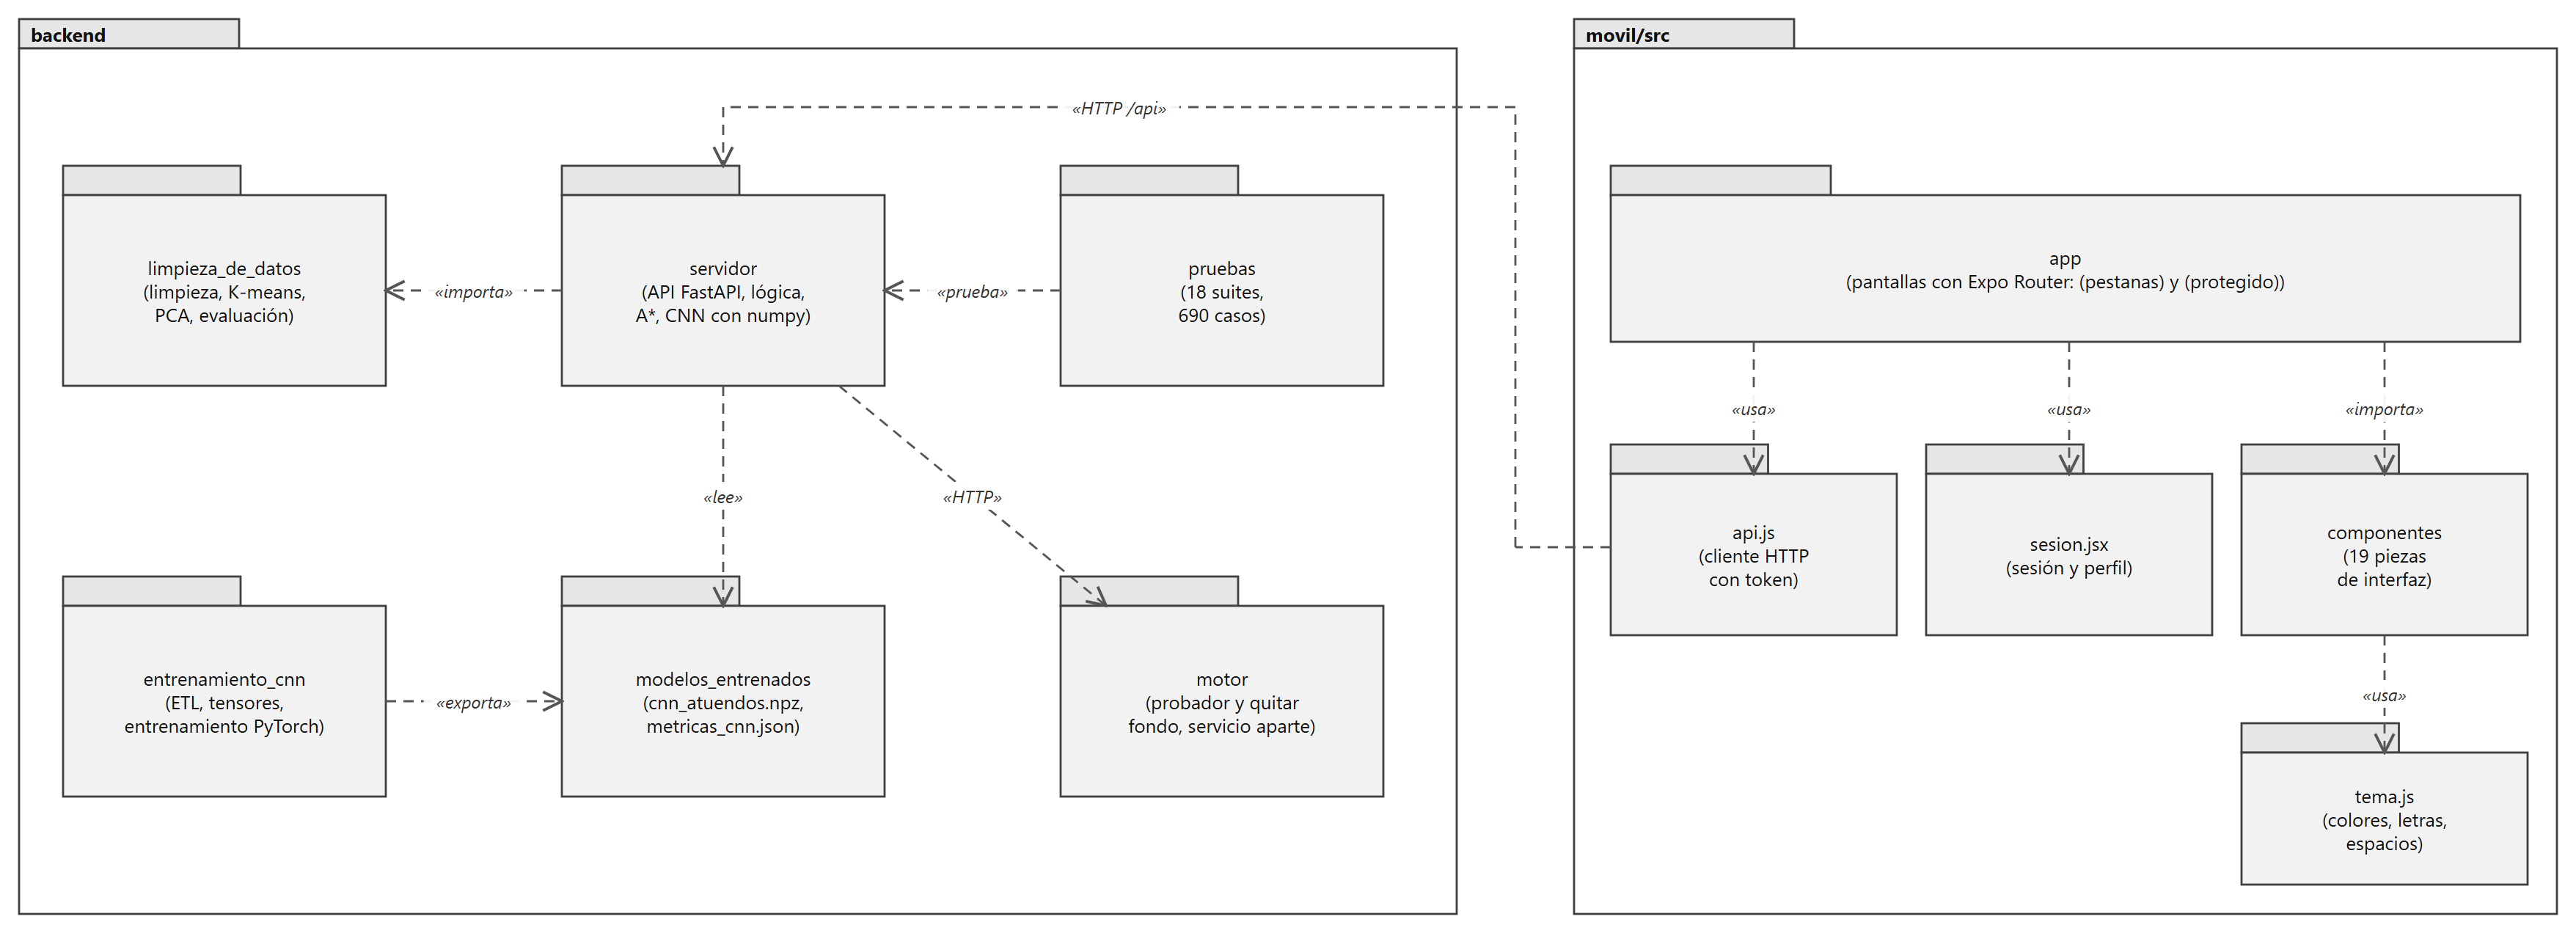 backend
«HTTP /api»
limpieza_de_datos
(limpieza, K-means,
PCA, evaluación)
«importa»
servidor
(API FastAPI, lógica,
A*, CNN con numpy)
«prueba»
pruebas
(18 suites,
690 casos)
«lee»
«HTTP»
entrenamiento_cnn
(ETL, tensores,
entrenamiento PyTorch)
«exporta»
modelos_entrenados
(cnn_atuendos.npz,
metricas_cnn.json)
motor
(probador y quitar
fondo, servicio aparte)
movil/src
app
(pantallas con Expo Router: (pestanas) y (protegido))
«usa»
«usa»
«importa»
api.js
(cliente HTTP
con token)
sesion.jsx
(sesión y perfil)
componentes
(19 piezas
de interfaz)
«usa»
tema.js
(colores, letras,
espacios)